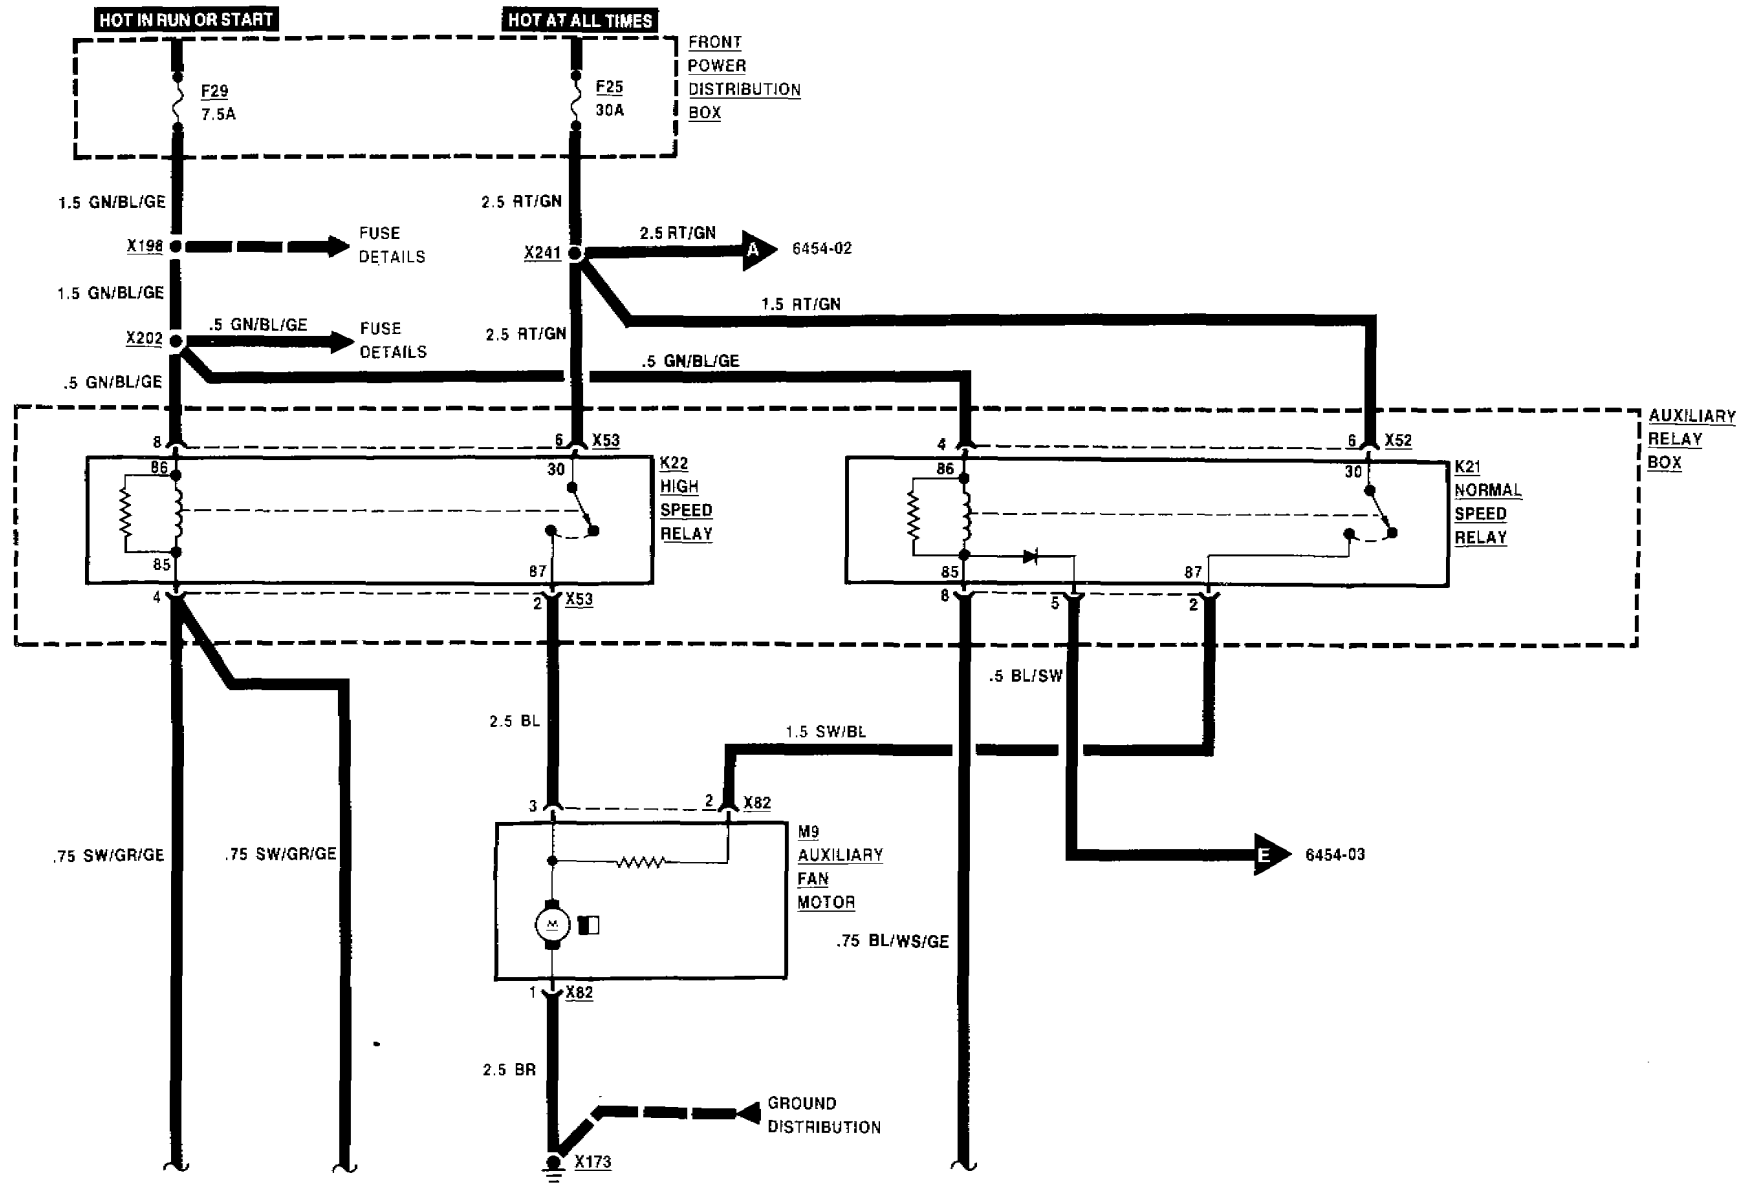 HOT IN RUN OR START
HOT AT ALL TIMES
FRONT
POWER
DISTRIBUTION
BOX
F29
7.5A
F25
30A
1.5 GN/BL/GE
2.5 RT/GN
X198
FUSE
DETAILS
X241
2.5 RT/GN
A
6454-02
1.5 GN/BL/GE
1.5 RT/GN
X202
.5 GN/BL/GE
FUSE
DETAILS
2.5 RT/GN
.5 GN/BL/GE
.5 GN/BL/GE
AUXILIARY
RELAY
BOX
8
6
X53
4
6
X52
86
30
K22
HIGH
SPEED
RELAY
86
30
K21
NORMAL
SPEED
RELAY
85
87
85
87
4
2
X53
8
5
2
.5 BL/SW
2.5 BL
1.5 SW/BL
3
2
X82
M9
AUXILIARY
FAN
MOTOR
M
.75 SW/GR/GE
.75 SW/GR/GE
E
6454-03
.75 BL/WS/GE
1
X82
2.5 BR
GROUND
DISTRIBUTION
X173